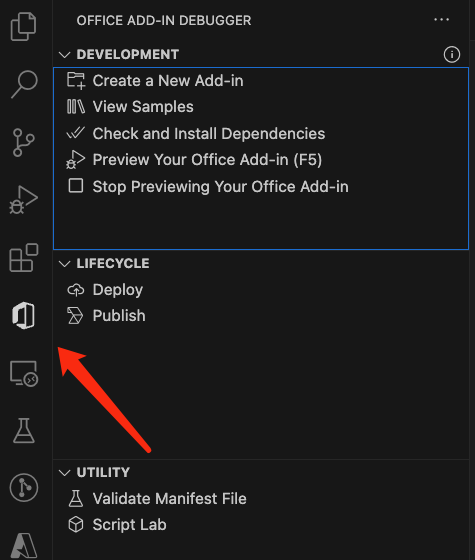 OFFICE ADD-IN DEBUGGER
DEVELOPMENT
Create a New Add-in
View Samples
Check and Install Dependencies
Preview Your Office Add-in (F5)
Stop Previewing Your Office Add-in
LIFECYCLE
Deploy
Publish
UTILITY
Validate Manifest File
Script Lab